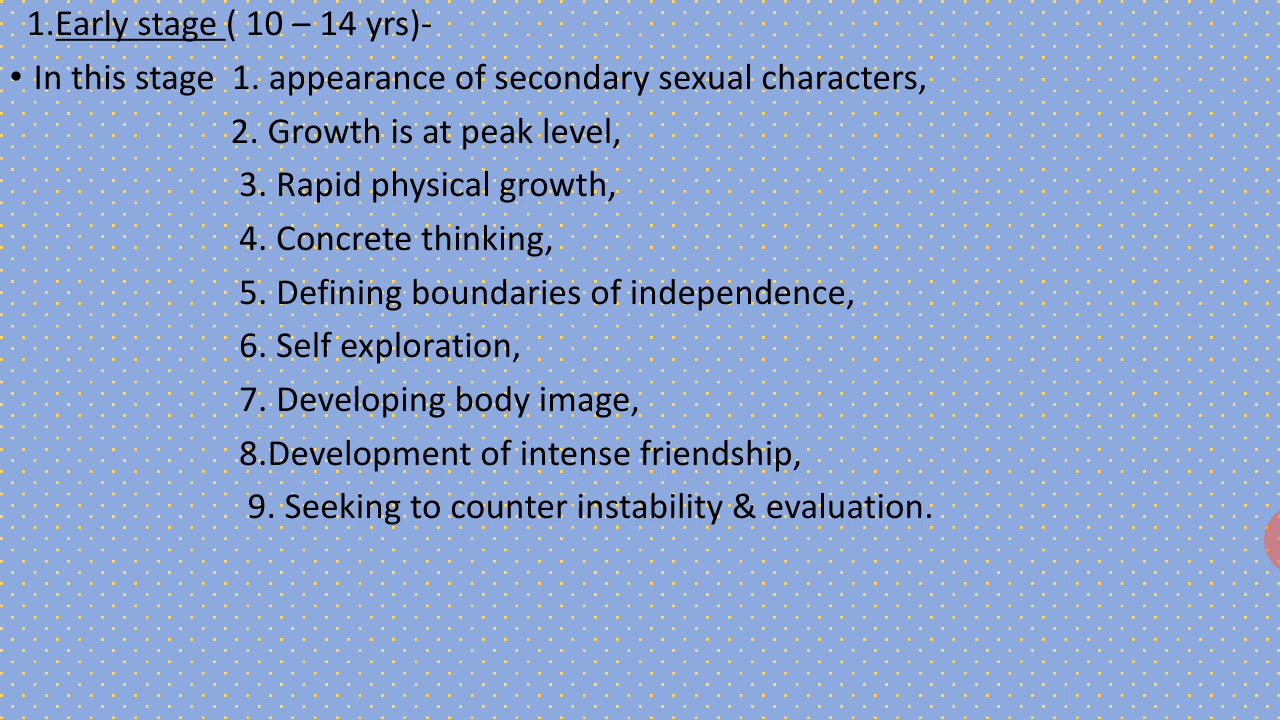 1.Early stage ( 10 – 14 yrs)-
• In this stage 1. appearance of secondary sexual characters,
2. Growth is at peak level,
3. Rapid physical growth,
4. Concrete thinking,
5. Defining boundaries of independence,
6. Self exploration,
7. Developing body image,
8.Development of intense friendship,
9. Seeking to counter instability & evaluation.